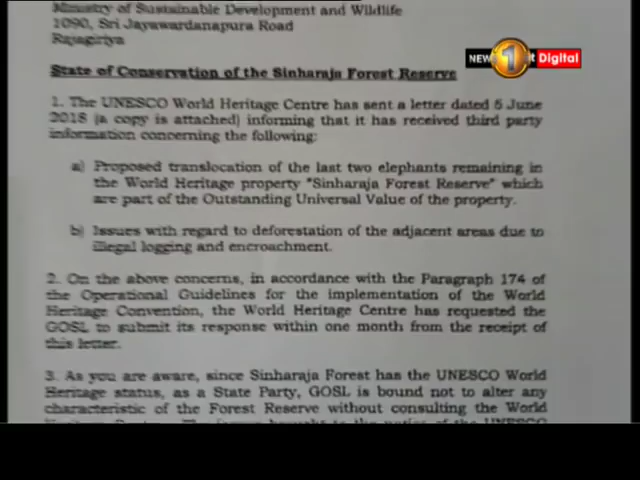 Ministry of Sustainable Development and Wildlife
1090, Sri Jayawardanapura Road
Rajagiriya
NEWS 1st Digital
State of Conservation of the Sinharaja Forest Reserve
1. The UNESCO World Heritage Centre has sent a letter dated 5 June
2018 (a copy is attached) informing that it has received third party
information concerning the following:
a) Proposed translocation of the last two elephants remaining in
the World Heritage property "Sinharaja Forest Reserve" which
are part of the Outstanding Universal Value of the property.
b) Issues with regard to deforestation of the adjacent areas due to
illegal logging and encroachment.
2. On the above concerns, in accordance with the Paragraph 174 of
the Operational Guidelines for the implementation of the World
Heritage Convention, the World Heritage Centre has requested the
GOSL to submit its response within one month from the receipt of
this letter.
3. As you are aware, since Sinharaja Forest has the UNESCO World
Heritage status, as a State Party, GOSL is bound not to alter any
characteristic of the Forest Reserve without consulting the World